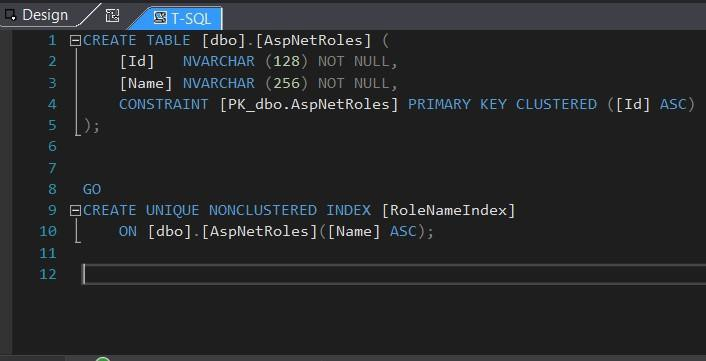 Design T-SQL
1 CREATE TABLE [dbo].[AspNetRoles] (
2 [Id]   NVARCHAR (128) NOT NULL,
3 [Name] NVARCHAR (256) NOT NULL,
4 CONSTRAINT [PK_dbo.AspNetRoles] PRIMARY KEY CLUSTERED ([Id] ASC)
5 );
6
7
8 GO
9 CREATE UNIQUE NONCLUSTERED INDEX [RoleNameIndex]
10 ON [dbo].[AspNetRoles]([Name] ASC);
11
12